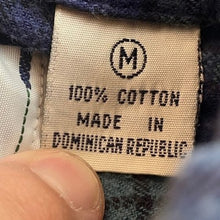 M
100% COTTON
MADE IN
DOMINICAN REPUBLIC